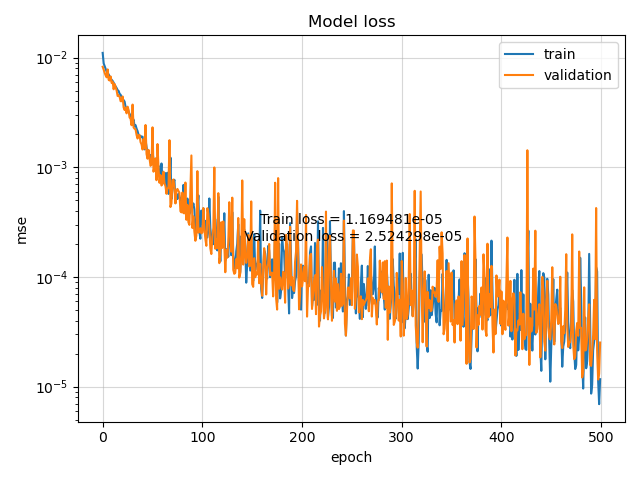 Model loss
train
validation
Train loss = 1.169481e-05
Validation loss = 2.524298e-05
mse
10⁻²
10⁻³
10⁻⁴
10⁻⁵
0 100 200 300 400 500
epoch